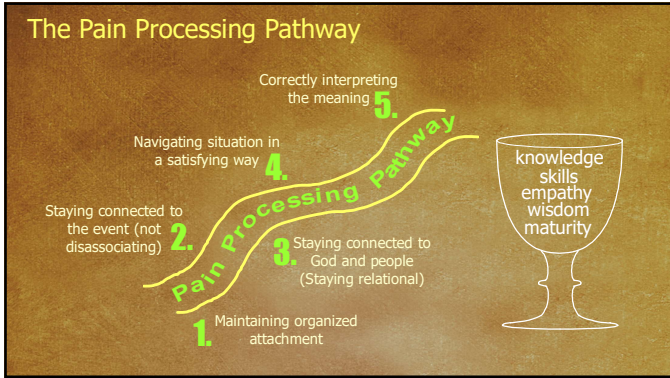 The Pain Processing Pathway
Correctly interpreting
the meaning 5.
Navigating situation in
a satisfying way 4.
Staying connected to
the event (not
disassociating) 2.
Pain Processing Pathway
3. Staying connected to
God and people
(Staying relational)
1. Maintaining organized
attachment
knowledge
skills
empathy
wisdom
maturity